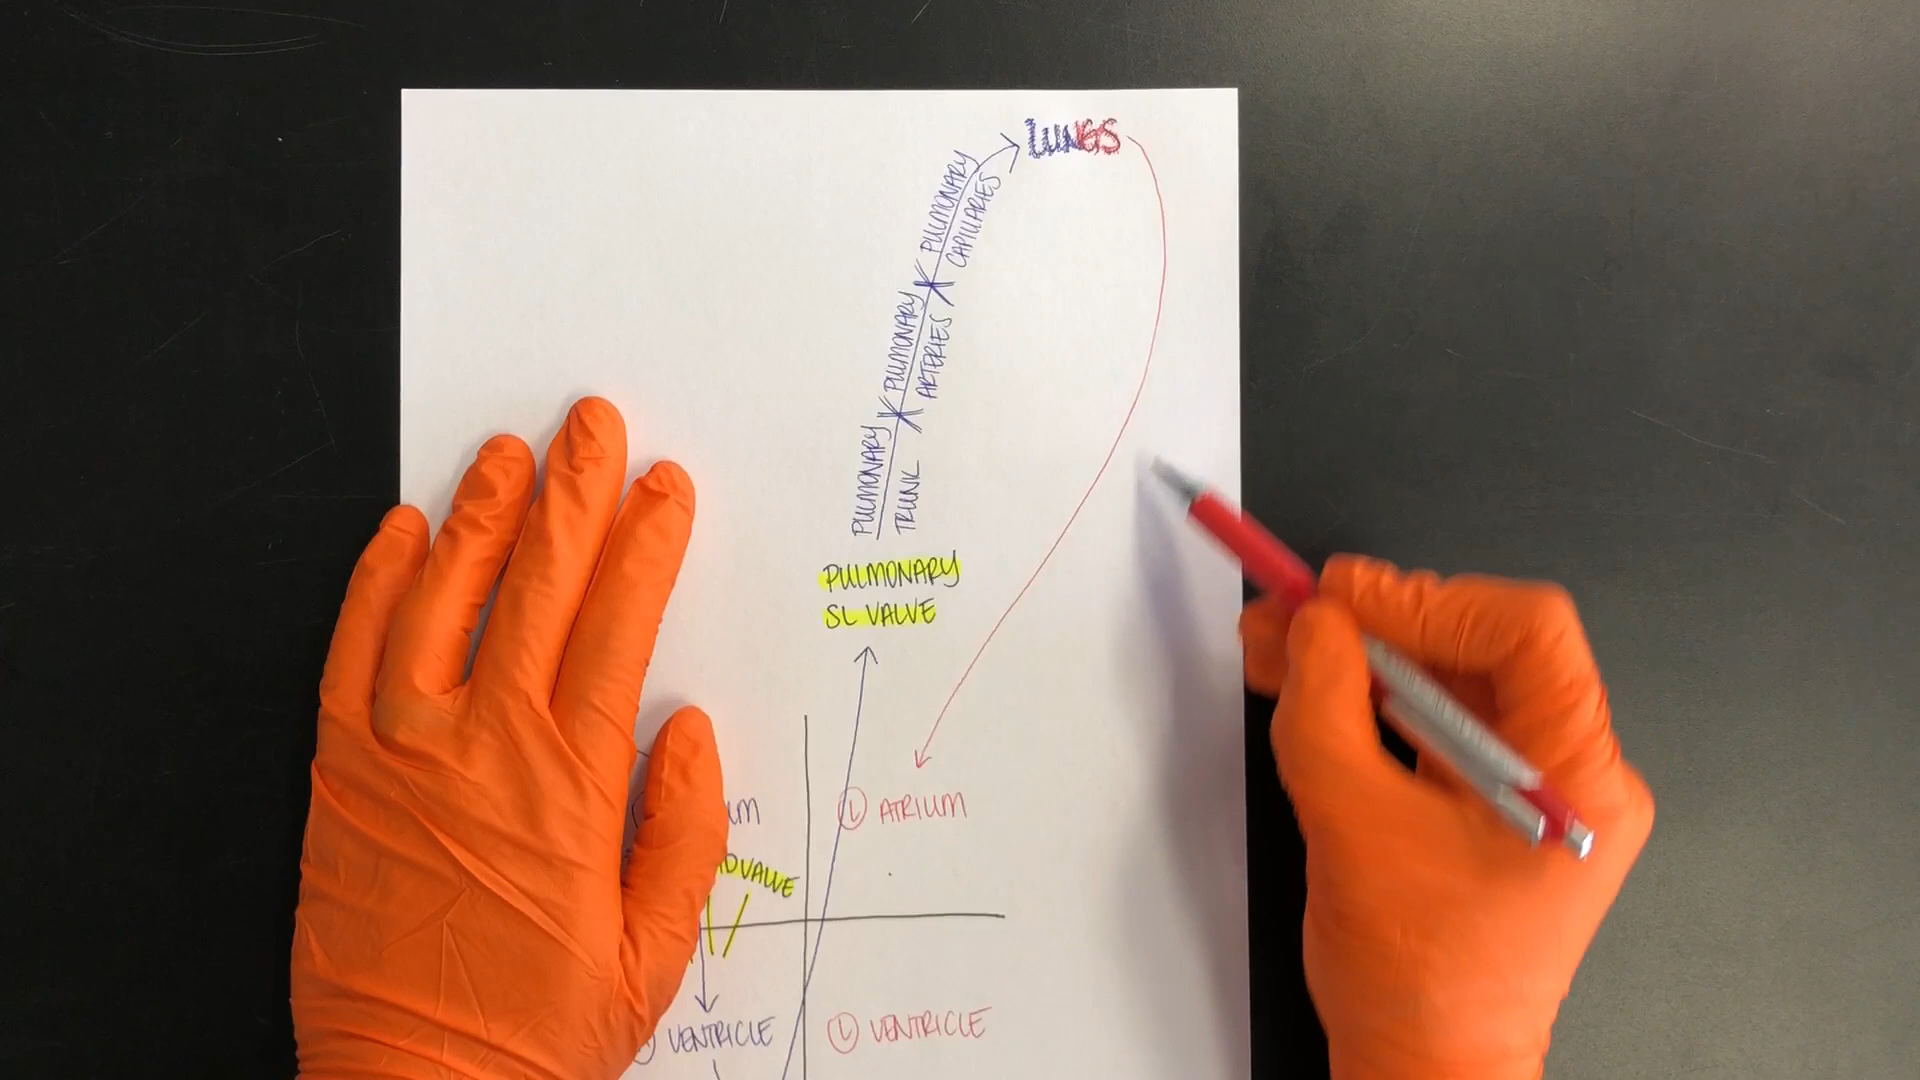 LUNGS
PULMONARY
CAPILLARIES
PULMONARY
ARTERIES
PULMONARY
TRUNK
PULMONARY
SL VALVE
L ATRIUM
VALVE
VENTRICLE
L VENTRICLE